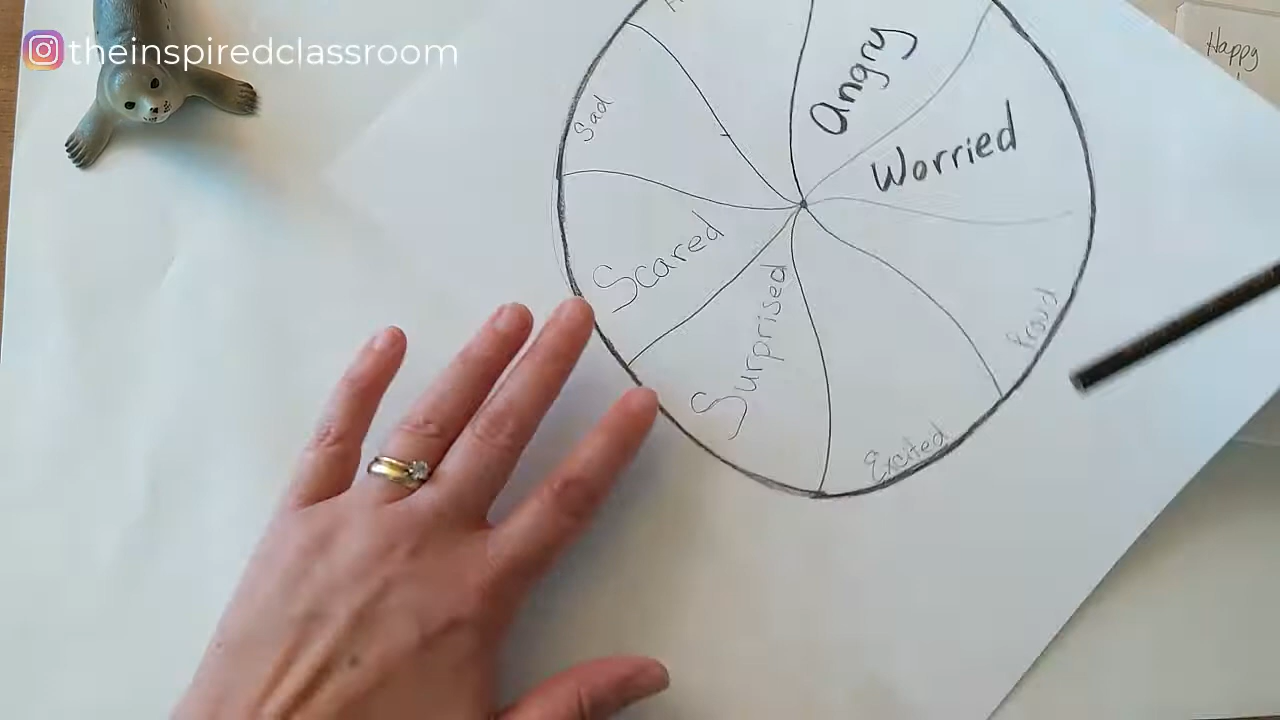 theinspiredclassroom
Happy
Angry
Worried
Sad
Scared
Surprised
Proud
Excited